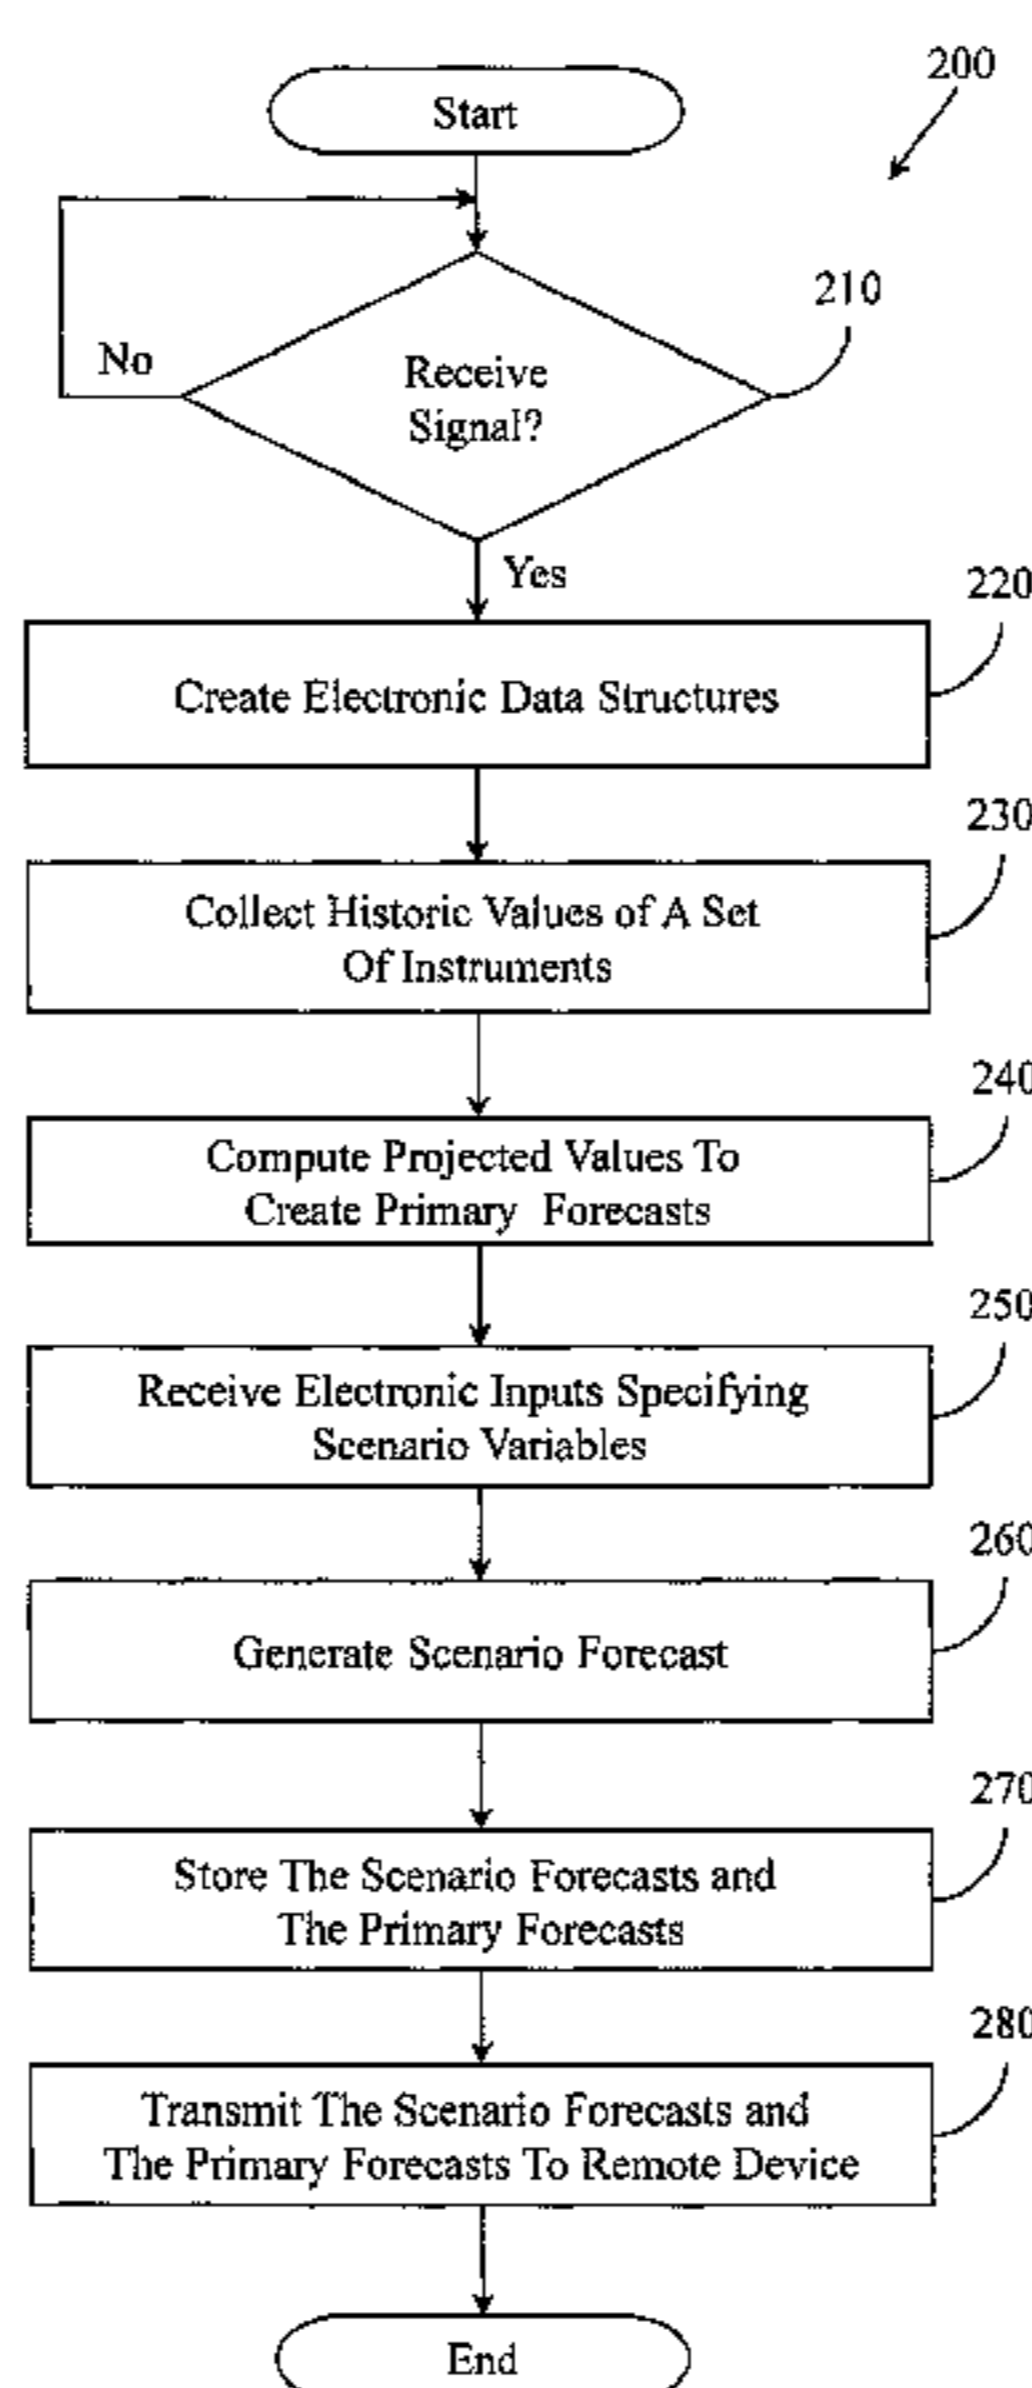 200
Start
210
No
Receive
Signal?
Yes
220
Create Electronic Data Structures
230
Collect Historic Values of A Set
Of Instruments
240
Compute Projected Values To
Create Primary Forecasts
250
Receive Electronic Inputs Specifying
Scenario Variables
260
Generate Scenario Forecast
270
Store The Scenario Forecasts and
The Primary Forecasts
280
Transmit The Scenario Forecasts and
The Primary Forecasts To Remote Device
End